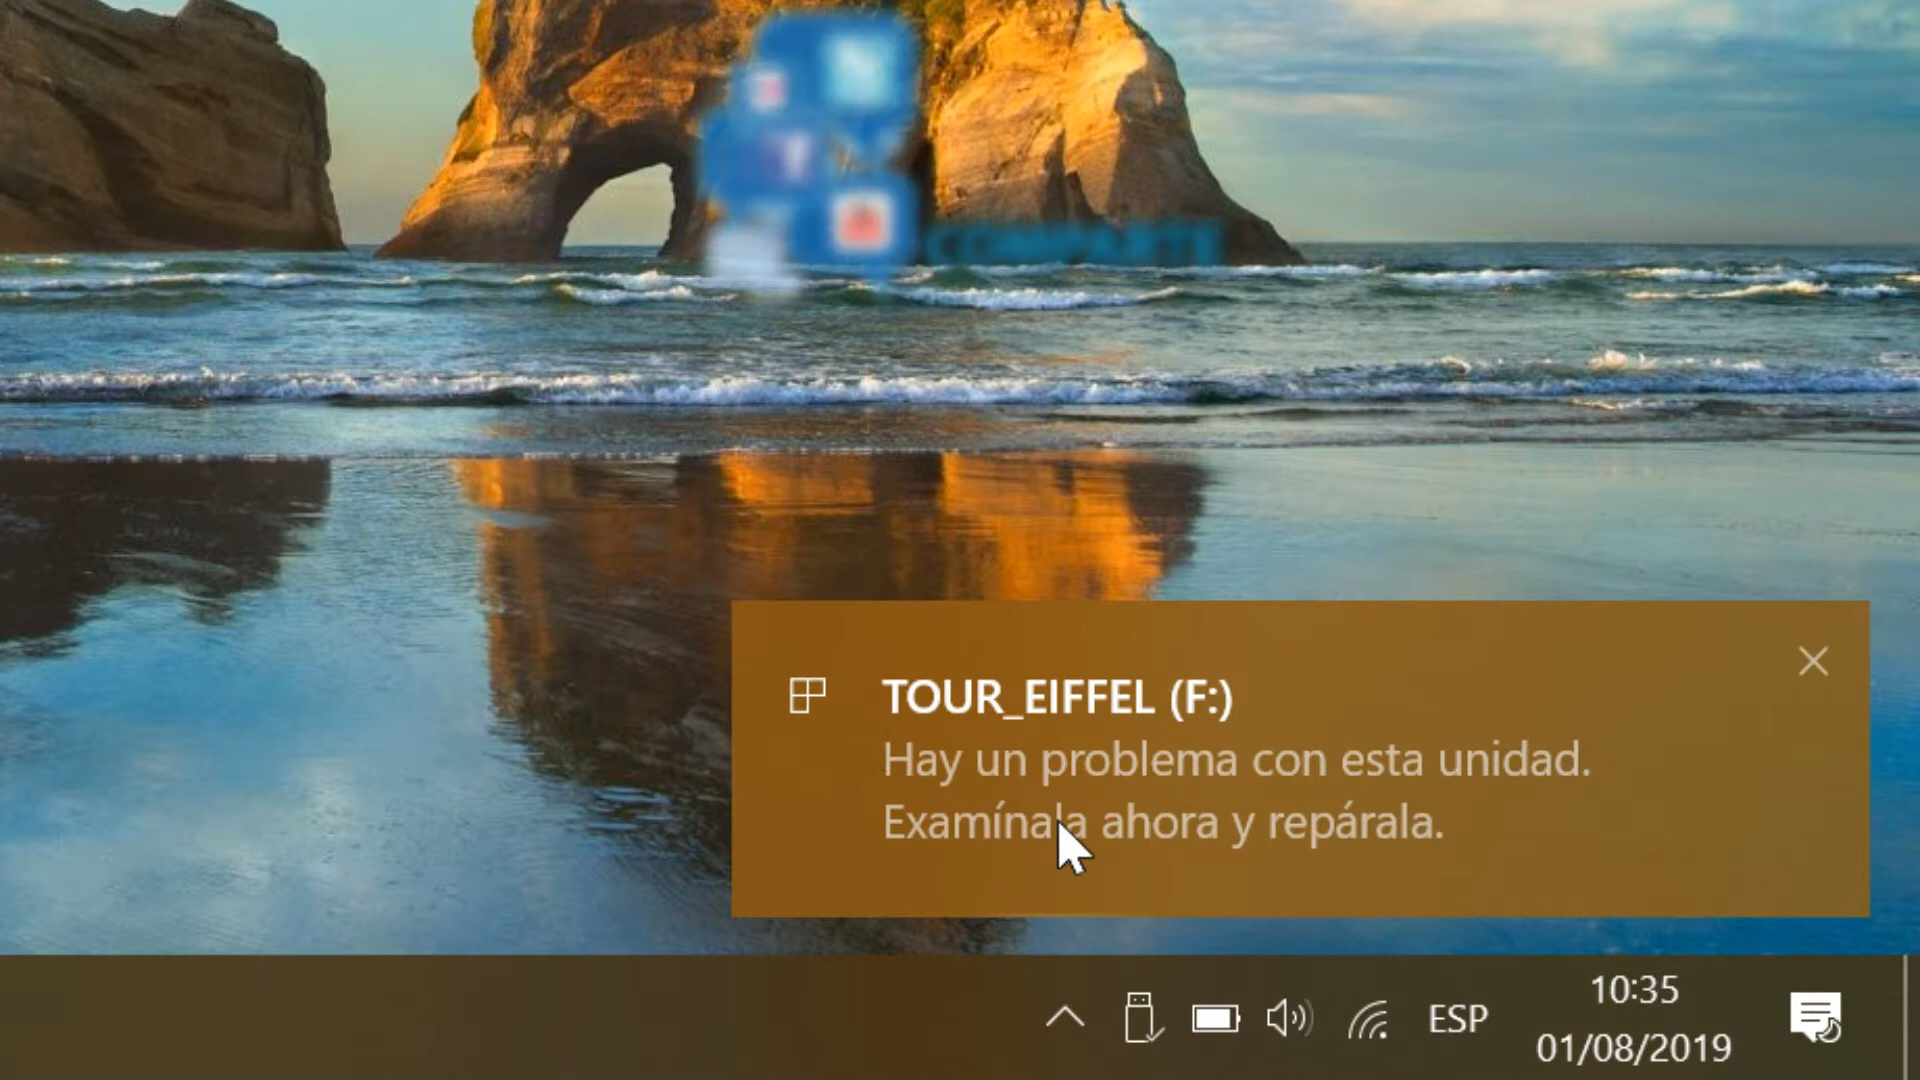 TOUR_EIFFEL (F:)
Hay un problema con esta unidad.
Examínala ahora y repárala.
ESP
10:35
01/08/2019